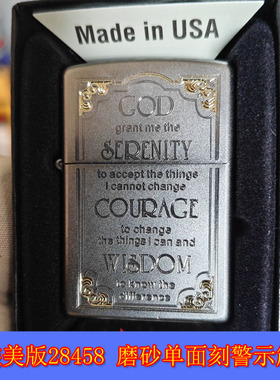 Made in USA
GOD
grant me the
SERENITY
to accept the things
I cannot change
COURAGE
to change
the things I can and
WISDOM
to know the
difference
美版28458 磨砂单面刻警示